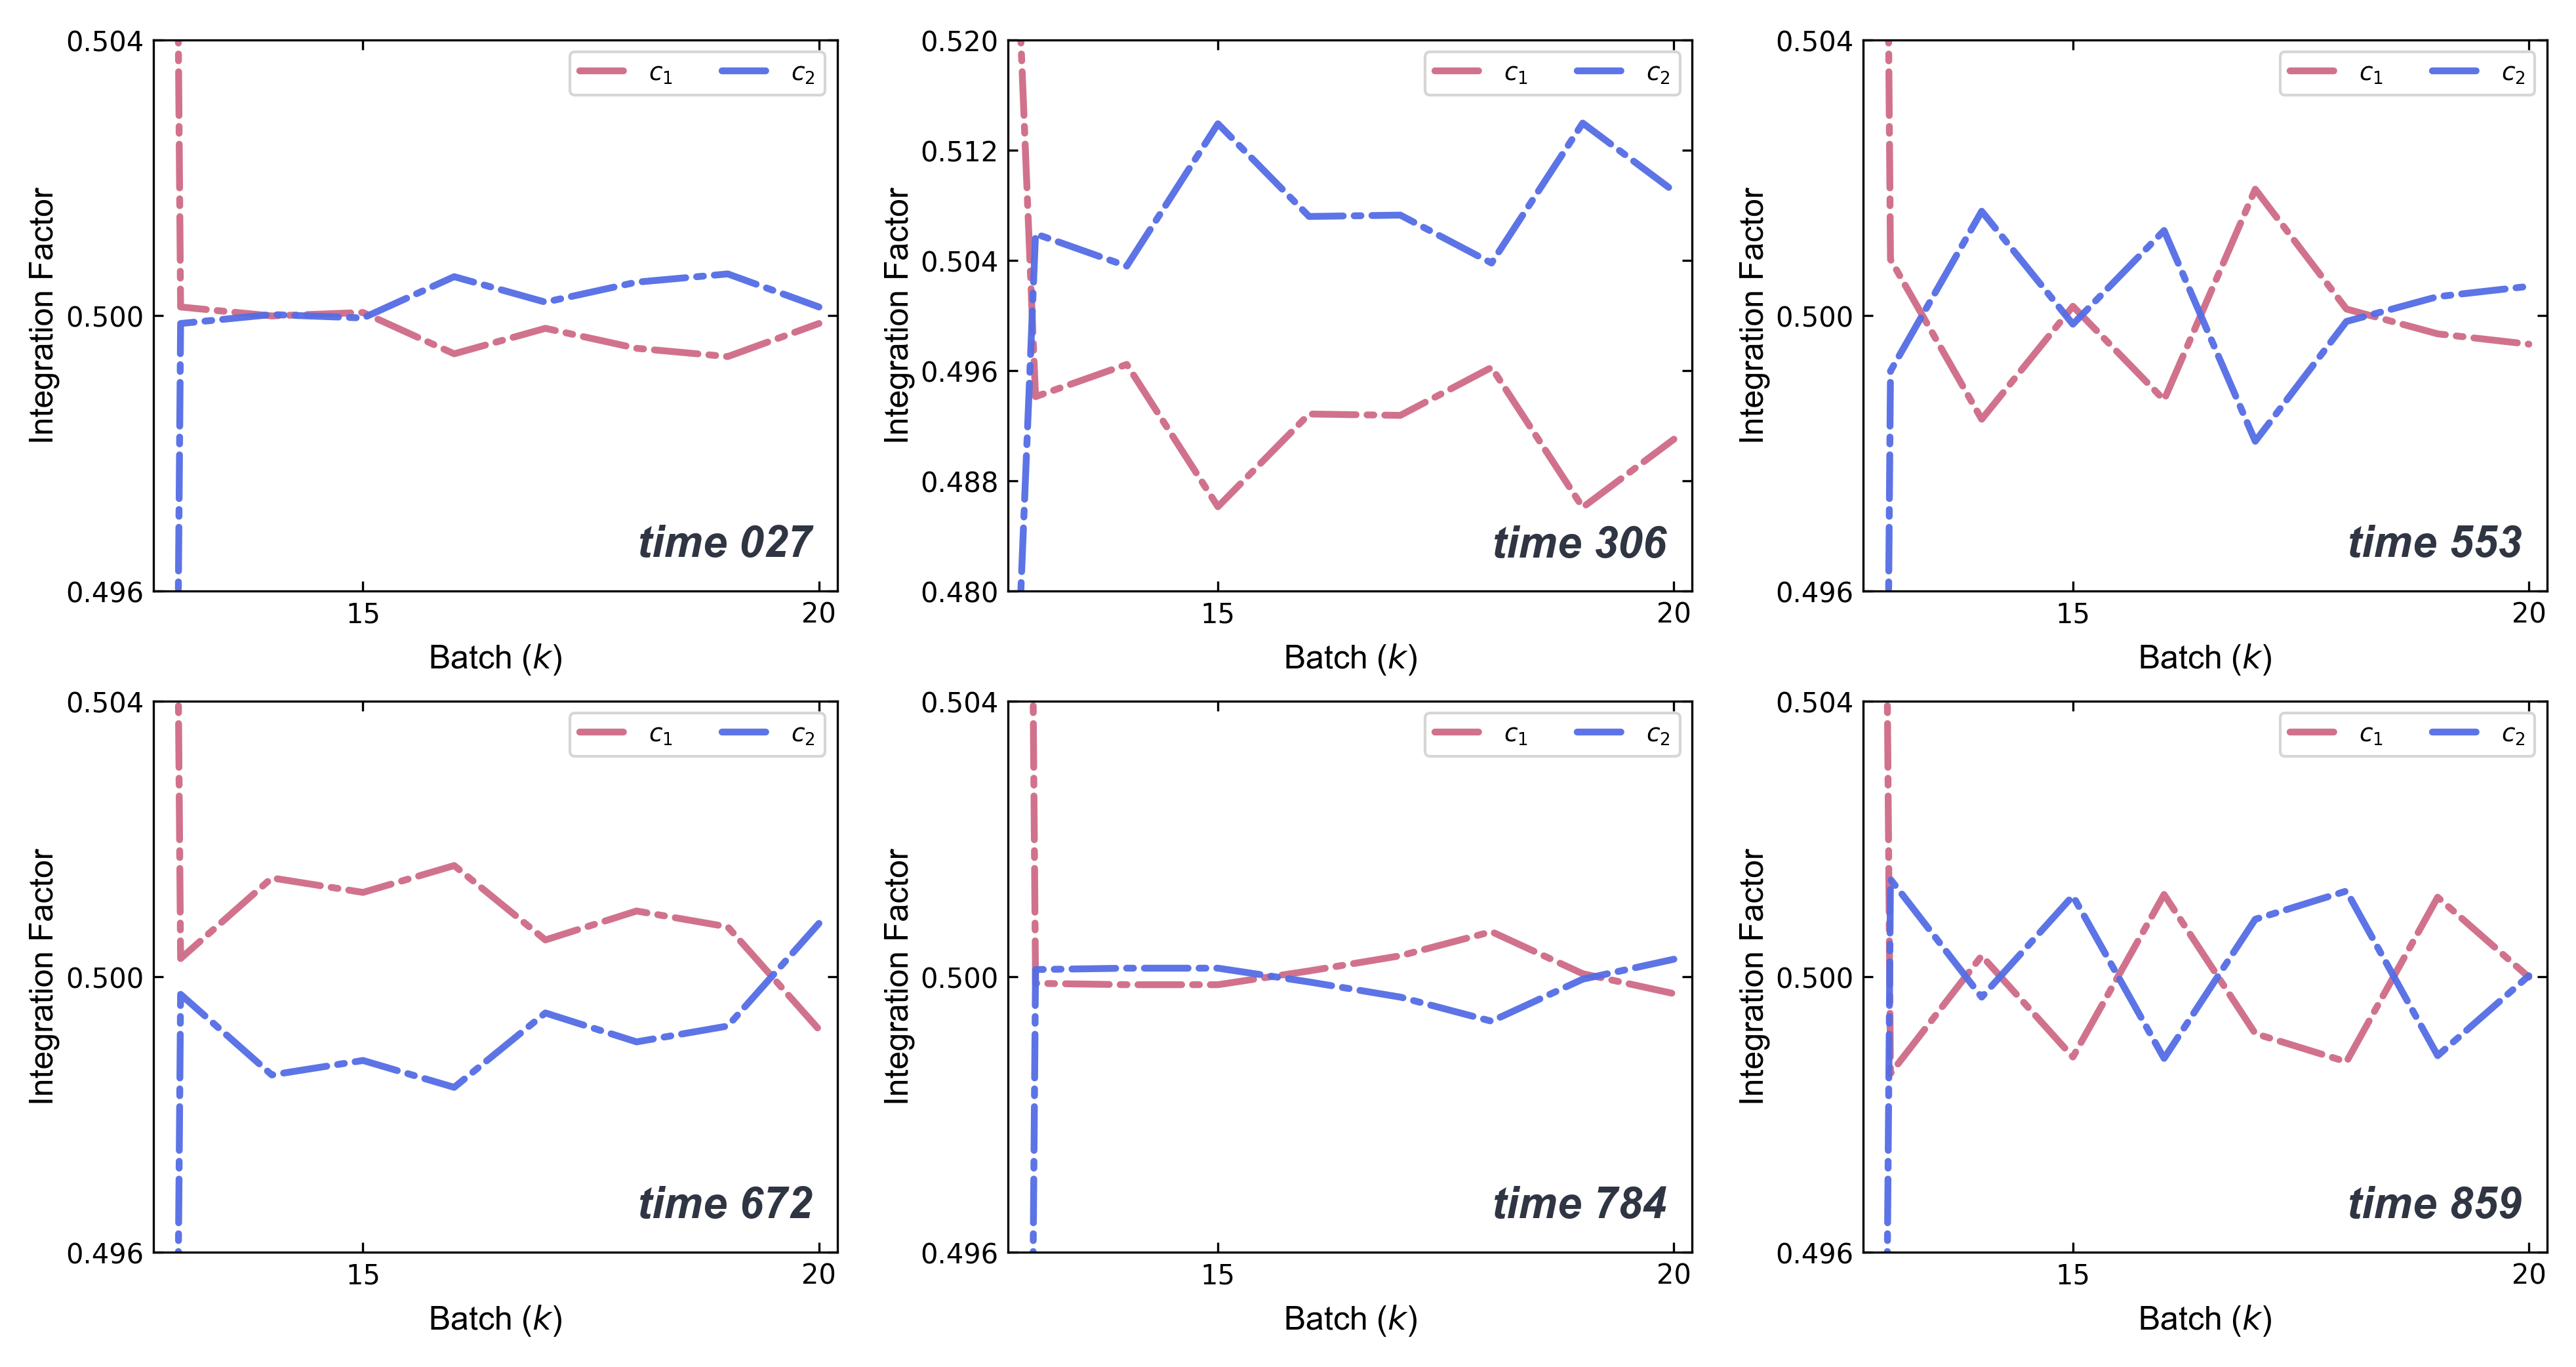 0.504
c1 c2
Integration Factor
0.500
time 027
0.496
15 20
Batch (k)
0.520
c1 c2
0.512
Integration Factor
0.504
0.496
0.488
time 306
0.480
15 20
Batch (k)
0.504
c1 c2
Integration Factor
0.500
time 553
0.496
15 20
Batch (k)
0.504
c1 c2
Integration Factor
0.500
time 672
0.496
15 20
Batch (k)
0.504
c1 c2
Integration Factor
0.500
time 784
0.496
15 20
Batch (k)
0.504
c1 c2
Integration Factor
0.500
time 859
0.496
15 20
Batch (k)